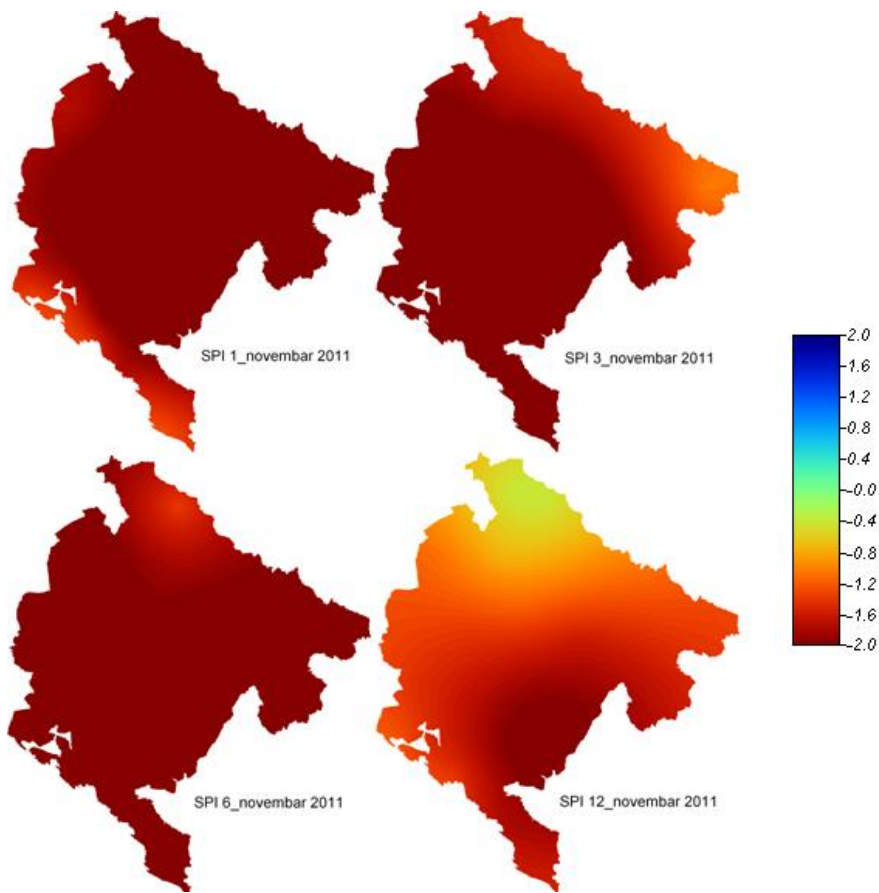 SPI 1_novembar 2011
SPI 3_novembar 2011
2.0
1.6
1.2
0.8
0.4
-0.0
-0.4
-0.8
-1.2
-1.6
-2.0
SPI 6_novembar 2011
SPI 12_novembar 2011